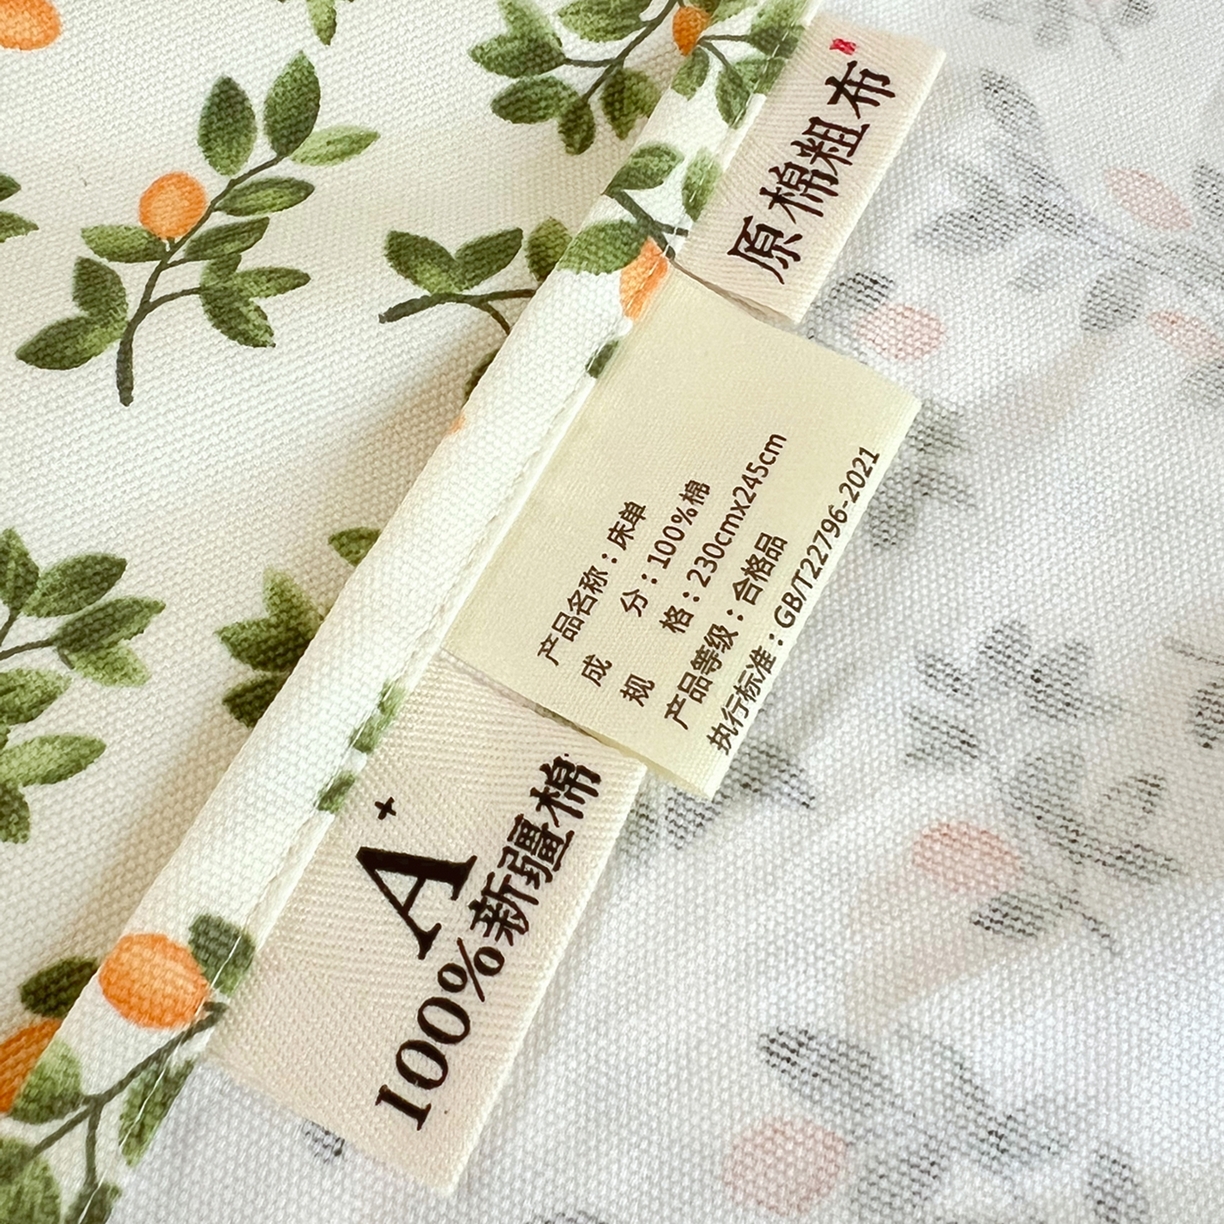 原棉粗布
产品名称：床单
成 分：100%棉
规 格：230cmx245cm
产品等级：合格品
执行标准：GB/T22796-2021
A+
100%新疆棉